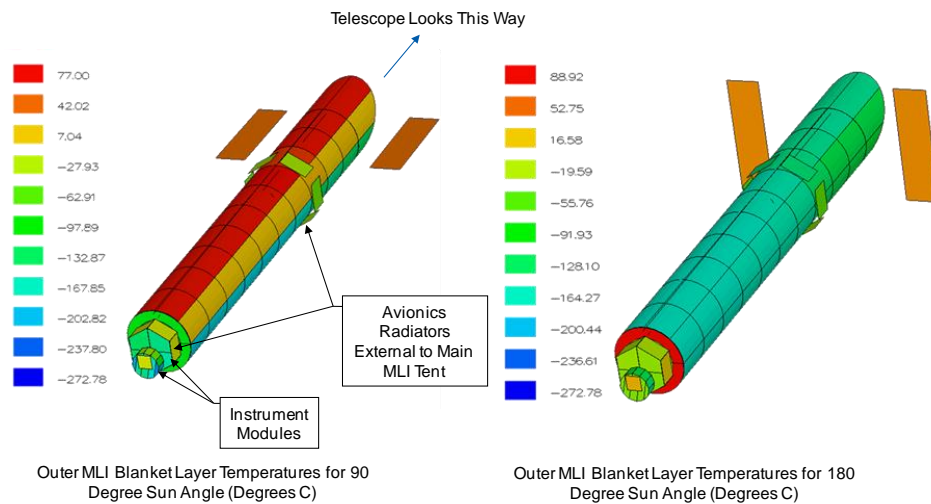 Telescope Looks This Way
77.00
42.02
7.04
-27.93
-62.91
-97.89
-132.87
-167.85
-202.82
-237.80
-272.78
88.92
52.75
16.58
-19.59
-55.76
-91.93
-128.10
-164.27
-200.44
-236.61
-272.78
Avionics
Radiators
External to Main
MLI Tent
Instrument
Modules
Outer MLI Blanket Layer Temperatures for 90
Degree Sun Angle (Degrees C)
Outer MLI Blanket Layer Temperatures for 180
Degree Sun Angle (Degrees C)